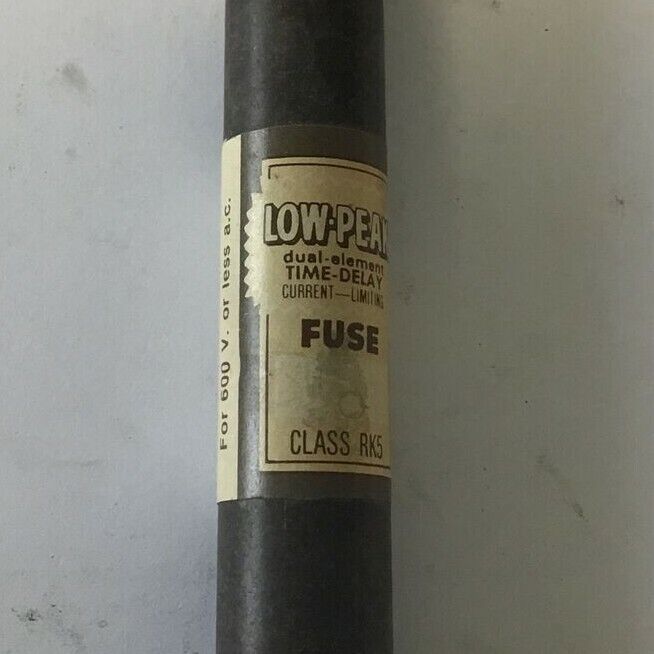 For 600 V. or less a.c.
LOW-PEAK
dual-element
TIME-DELAY
CURRENT—LIMITING
FUSE
CLASS RK5